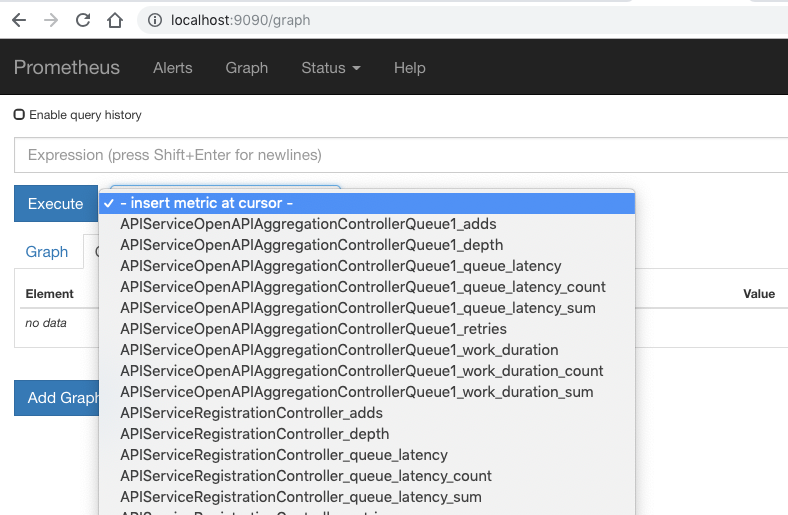 localhost:9090/graph
Prometheus Alerts Graph Status Help
Enable query history
Expression (press Shift+Enter for newlines)
Execute
- insert metric at cursor -
APIServiceOpenAPIAggregationControllerQueue1_adds
APIServiceOpenAPIAggregationControllerQueue1_depth
APIServiceOpenAPIAggregationControllerQueue1_queue_latency
APIServiceOpenAPIAggregationControllerQueue1_queue_latency_count
APIServiceOpenAPIAggregationControllerQueue1_queue_latency_sum
APIServiceOpenAPIAggregationControllerQueue1_retries
APIServiceOpenAPIAggregationControllerQueue1_work_duration
APIServiceOpenAPIAggregationControllerQueue1_work_duration_count
APIServiceOpenAPIAggregationControllerQueue1_work_duration_sum
APIServiceRegistrationController_adds
APIServiceRegistrationController_depth
APIServiceRegistrationController_queue_latency
APIServiceRegistrationController_queue_latency_count
APIServiceRegistrationController_queue_latency_sum
Graph
Element Value
no data
Add Graph